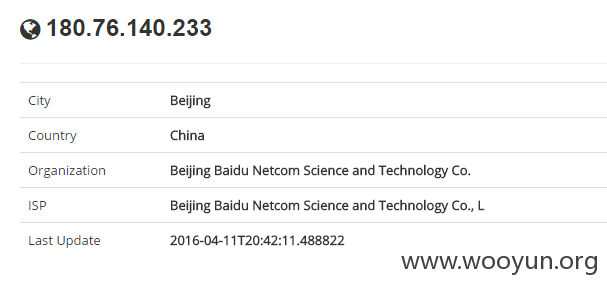 180.76.140.233
City Beijing
Country China
Organization Beijing Baidu Netcom Science and Technology Co.
ISP Beijing Baidu Netcom Science and Technology Co., L
Last Update 2016-04-11T20:42:11.488822
www.wooyun.org